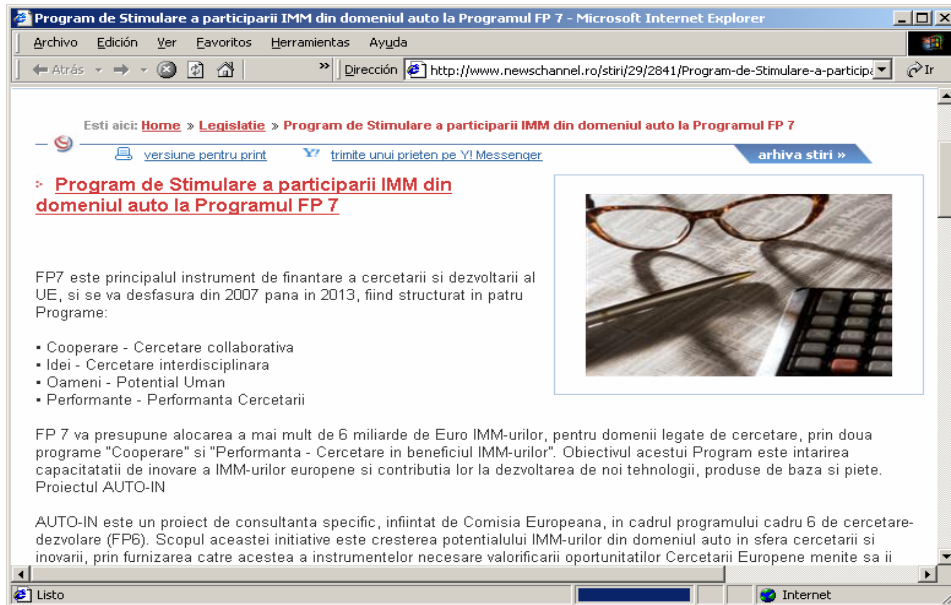 Program de Stimulare a participarii IMM din domeniul auto la Programul FP 7 - Microsoft Internet Explorer
Archivo Edición Ver Favoritos Herramientas Ayuda
Atrás » Dirección http://www.newschannel.ro/stiri/29/2841/Program-de-Stimulare-a-particip Ir
Esti aici: Home » Legislatie » Program de Stimulare a participarii IMM din domeniul auto la Programul FP 7
versiune pentru print Y! trimite unui prieten pe Y! Messenger arhiva stiri »
Program de Stimulare a participarii IMM din
domeniul auto la Programul FP 7
FP7 este principalul instrument de finantare a cercetarii si dezvoltarii al
UE, si se va desfasura din 2007 pana in 2013, fiind structurat in patru
Programe:
▪ Cooperare - Cercetare collaborativa
▪ Idei - Cercetare interdisciplinara
▪ Oameni - Potential Uman
▪ Performante - Performanta Cercetarii
FP 7 va presupune alocarea a mai mult de 6 miliarde de Euro IMM-urilor, pentru domenii legate de cercetare, prin doua
programe "Cooperare" si "Performanta - Cercetare in beneficiul IMM-urilor". Obiectivul acestui Program este intarirea
capacitatatii de inovare a IMM-urilor europene si contributia lor la dezvoltarea de noi tehnologii, produse de baza si piete.
Proiectul AUTO-IN
AUTO-IN este un proiect de consultanta specific, infiintat de Comisia Europeana, in cadrul programului cadru 6 de cercetare-
dezvolare (FP6). Scopul aceastei initiative este cresterea potentialului IMM-urilor din domeniul auto in sfera cercetarii si
inovarii, prin furnizarea catre acestea a instrumentelor necesare valorificarii oportunitatilor Cercetarii Europene menite sa ii
Listo Internet